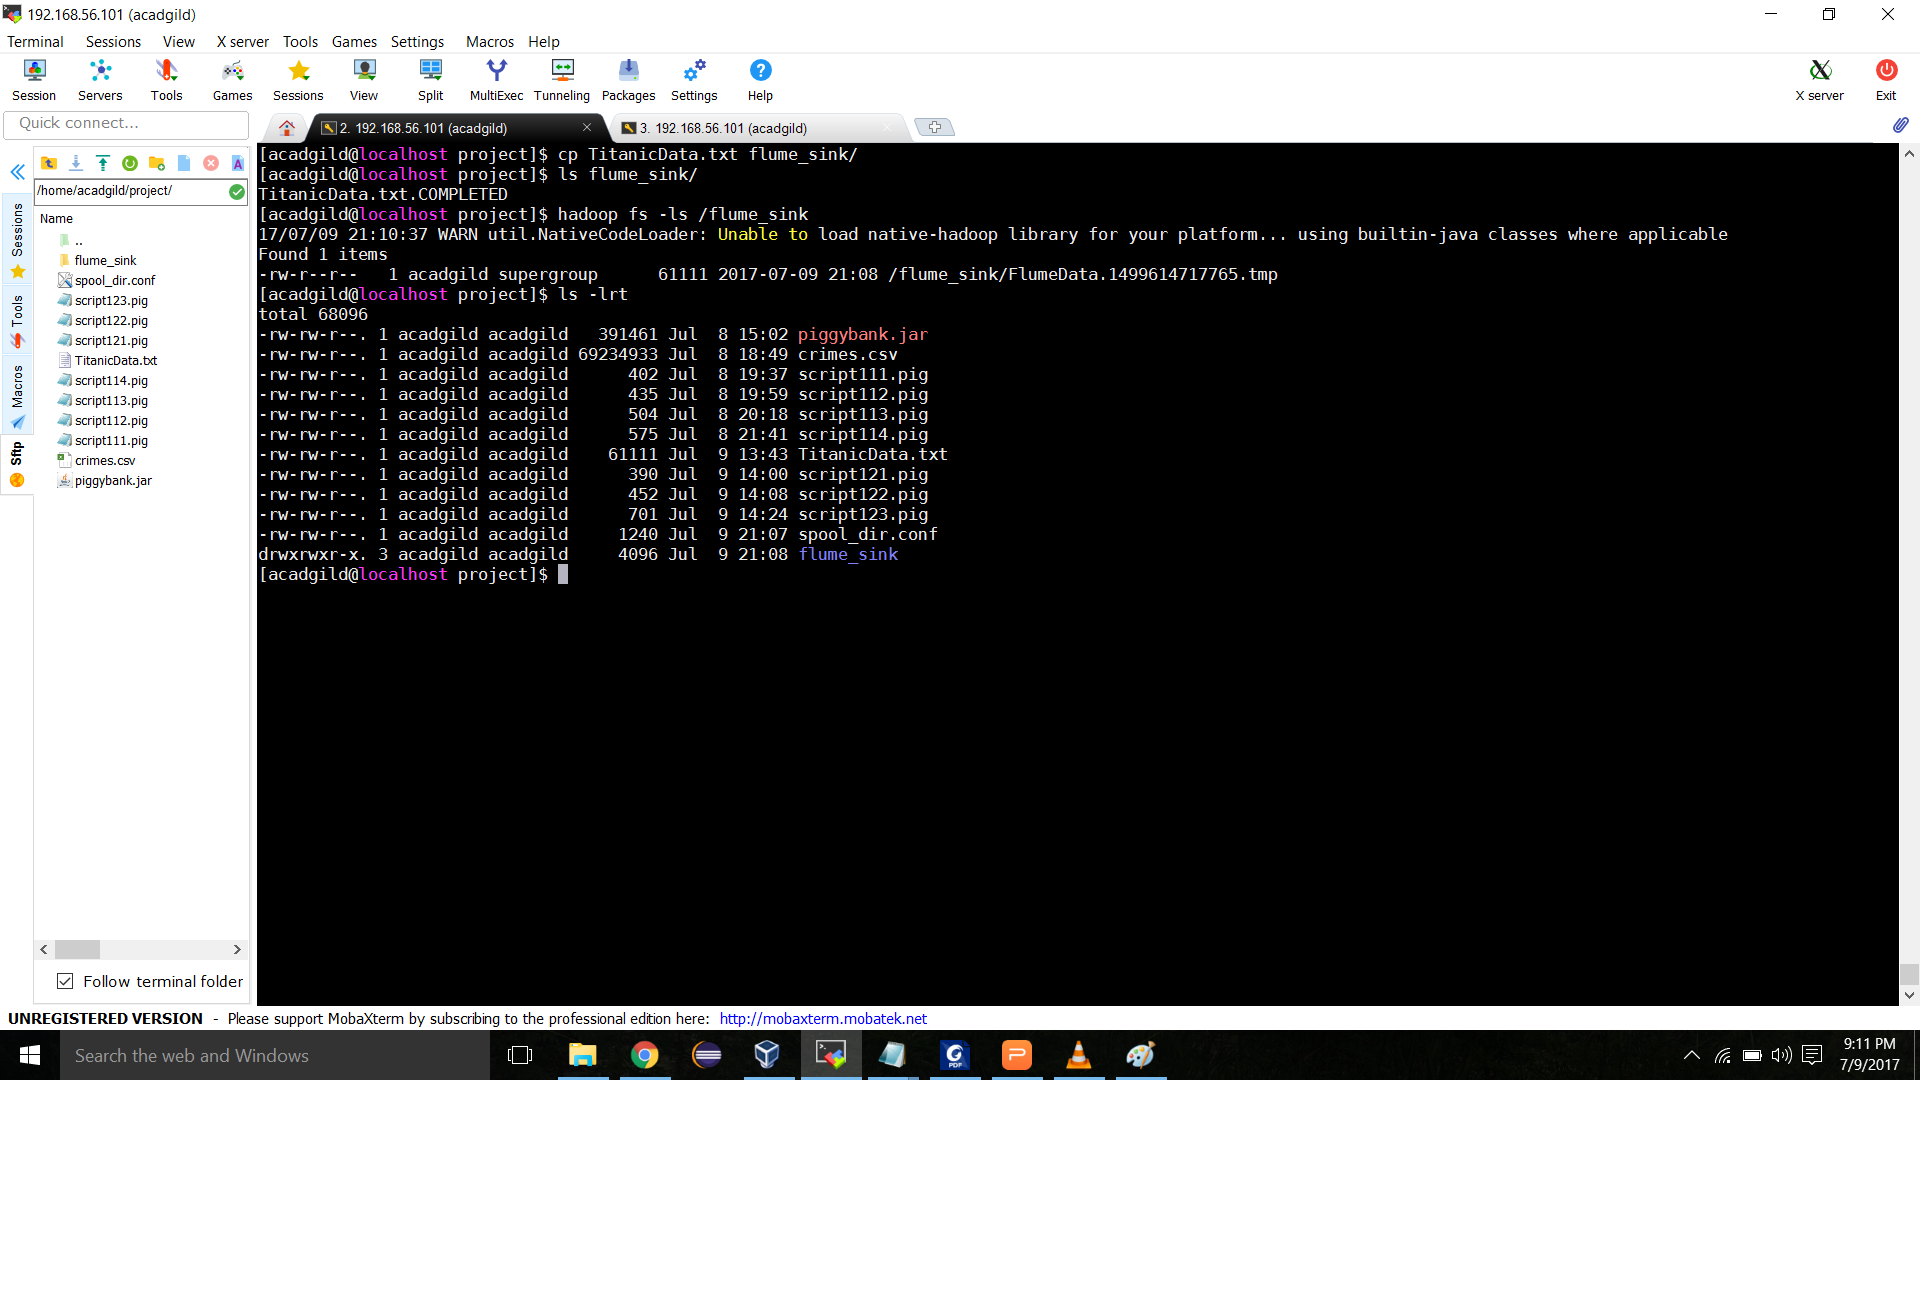 192.168.56.101 (acadgild)
Terminal Sessions View X server Tools Games Settings Macros Help
Session Servers Tools Games Sessions View Split MultiExec Tunneling Packages Settings Help X server Exit
Quick connect...
2. 192.168.56.101 (acadgild)
3. 192.168.56.101 (acadgild)
/home/acadgild/project/
Name
..
flume_sink
spool_dir.conf
script123.pig
script122.pig
script121.pig
TitanicData.txt
script114.pig
script113.pig
script112.pig
script111.pig
crimes.csv
piggybank.jar
Sessions
Tools
Macros
Sftp
Follow terminal folder
[acadgild@localhost project]$ cp TitanicData.txt flume_sink/
[acadgild@localhost project]$ ls flume_sink/
TitanicData.txt.COMPLETED
[acadgild@localhost project]$ hadoop fs -ls /flume_sink
17/07/09 21:10:37 WARN util.NativeCodeLoader: Unable to load native-hadoop library for your platform... using builtin-java classes where applicable
Found 1 items
-rw-r--r--   1 acadgild supergroup      61111 2017-07-09 21:08 /flume_sink/FlumeData.1499614717765.tmp
[acadgild@localhost project]$ ls -lrt
total 68096
-rw-rw-r--. 1 acadgild acadgild   391461 Jul  8 15:02 piggybank.jar
-rw-rw-r--. 1 acadgild acadgild 69234933 Jul  8 18:49 crimes.csv
-rw-rw-r--. 1 acadgild acadgild      402 Jul  8 19:37 script111.pig
-rw-rw-r--. 1 acadgild acadgild      435 Jul  8 19:59 script112.pig
-rw-rw-r--. 1 acadgild acadgild      504 Jul  8 20:18 script113.pig
-rw-rw-r--. 1 acadgild acadgild      575 Jul  8 21:41 script114.pig
-rw-rw-r--. 1 acadgild acadgild    61111 Jul  9 13:43 TitanicData.txt
-rw-rw-r--. 1 acadgild acadgild      390 Jul  9 14:00 script121.pig
-rw-rw-r--. 1 acadgild acadgild      452 Jul  9 14:08 script122.pig
-rw-rw-r--. 1 acadgild acadgild      701 Jul  9 14:24 script123.pig
-rw-rw-r--. 1 acadgild acadgild     1240 Jul  9 21:07 spool_dir.conf
drwxrwxr-x. 3 acadgild acadgild     4096 Jul  9 21:08 flume_sink
[acadgild@localhost project]$
UNREGISTERED VERSION - Please support MobaXterm by subscribing to the professional edition here: http://mobaxterm.mobatek.net
Search the web and Windows
9:11 PM
7/9/2017